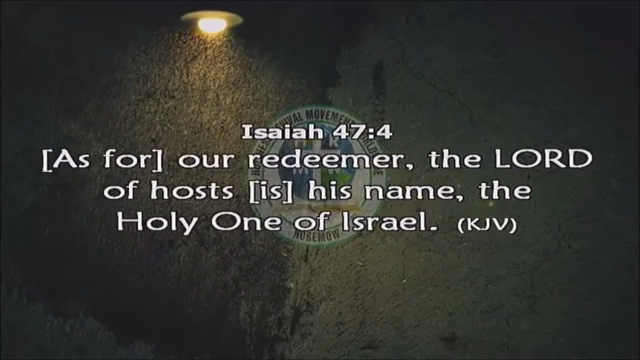 Isaiah 47:4
[As for] our redeemer, the LORD
of hosts [is] his name, the
Holy One of Israel. (KJV)